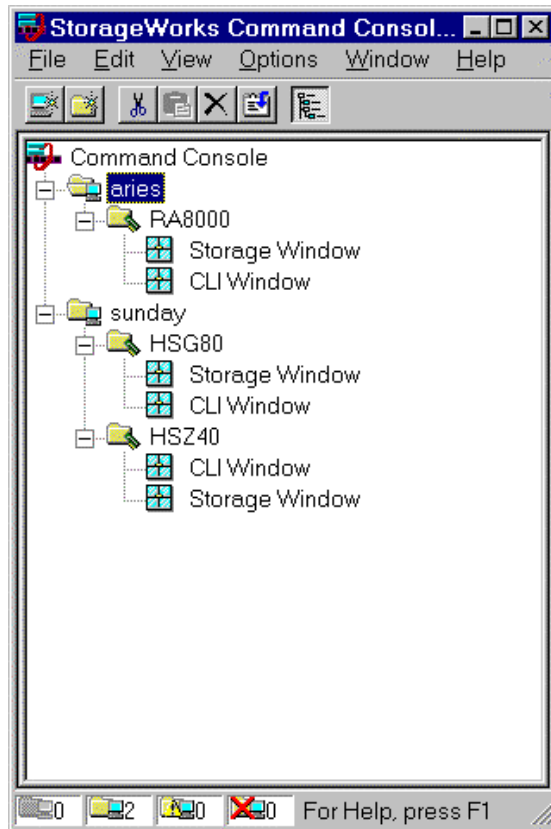 StorageWorks Command Consol...
File Edit View Options Window Help
Command Console
aries
RA8000
Storage Window
CLI Window
sunday
HSG80
Storage Window
CLI Window
HSZ40
CLI Window
Storage Window
0 2 0 0 For Help, press F1